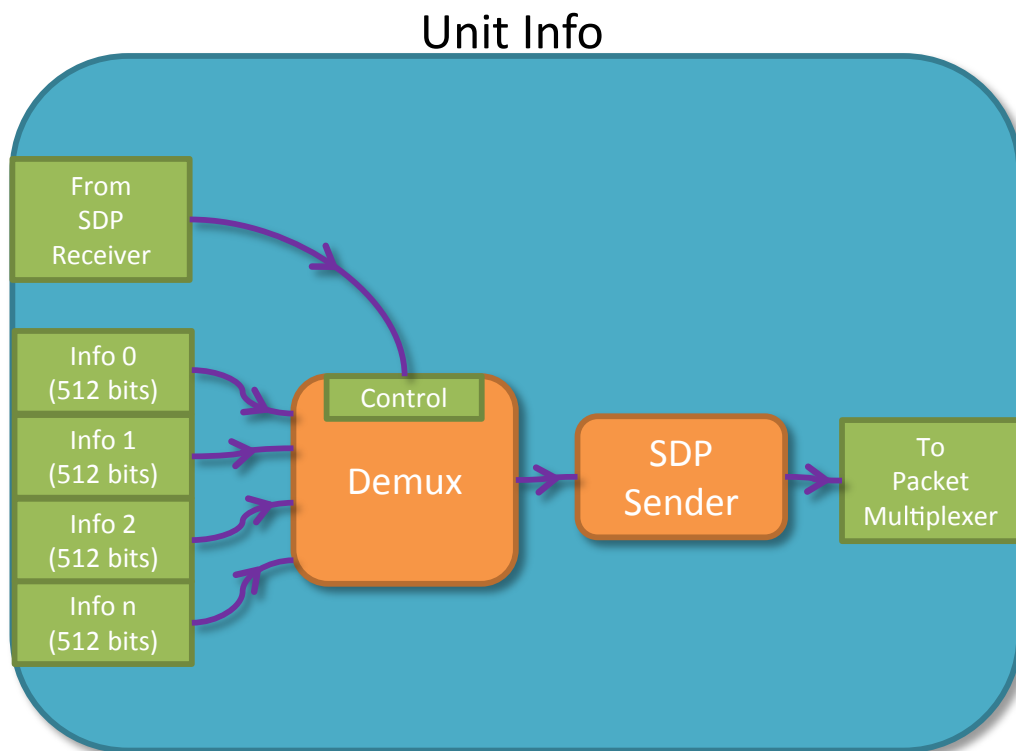 Unit Info
From
SDP
Receiver
Info 0
(512 bits)
Info 1
(512 bits)
Info 2
(512 bits)
Info n
(512 bits)
Control
Demux
SDP
Sender
To
Packet
Multiplexer